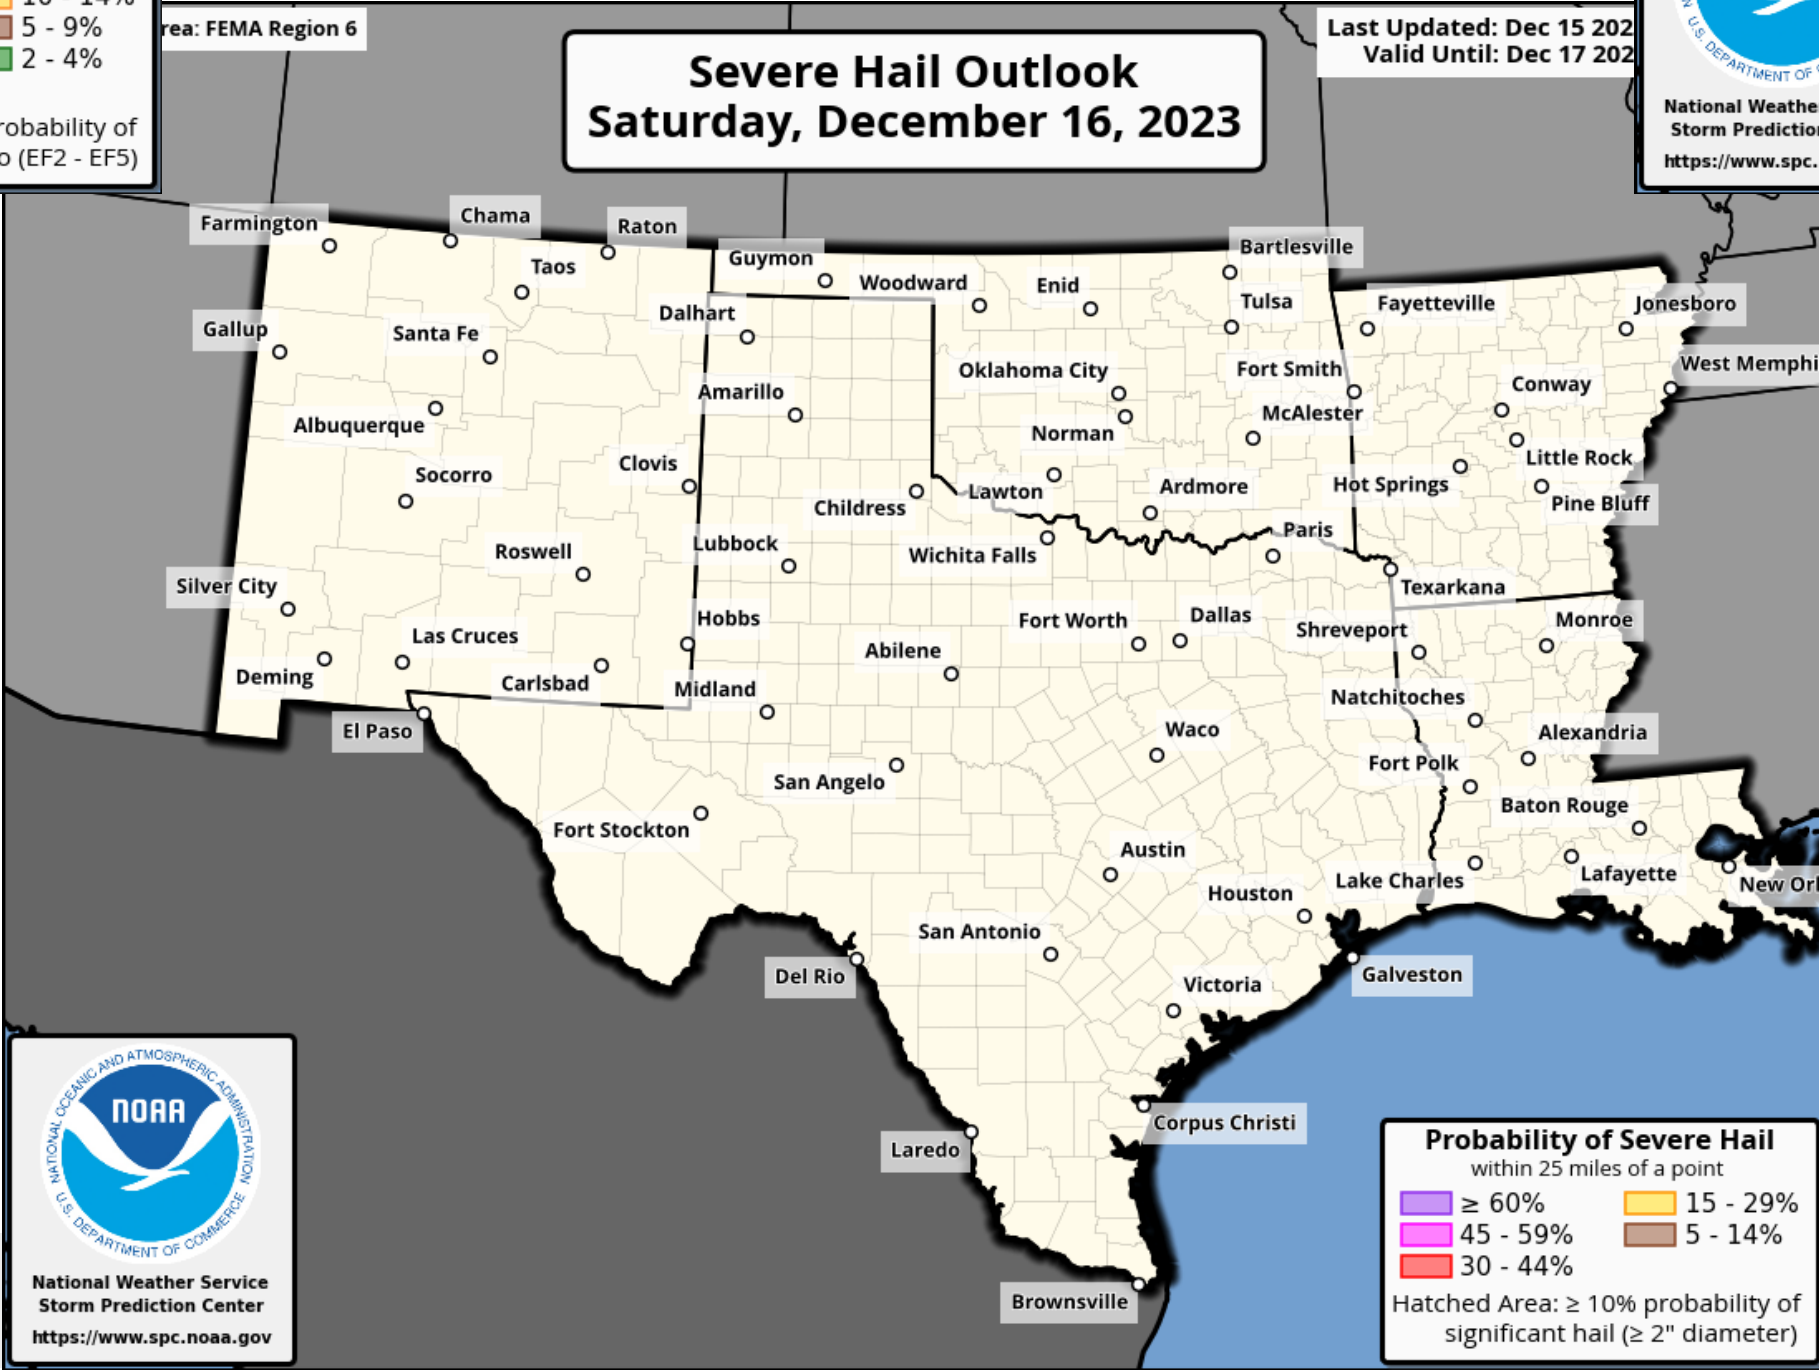 5 - 9%
2 - 4%
robability of
o (EF2 - EF5)
rea: FEMA Region 6
Severe Hail Outlook
Saturday, December 16, 2023
Last Updated: Dec 15 202
Valid Until: Dec 17 202
U.S. DEPARTMENT OF
National Weathe
Storm Prediction
https://www.spc.
Farmington
Chama
Raton
Taos
Guymon
Woodward
Enid
Bartlesville
Tulsa
Fayetteville
Jonesboro
Gallup
Santa Fe
Dalhart
Amarillo
Oklahoma City
Fort Smith
Conway
West Memphi
Albuquerque
Norman
McAlester
Little Rock
Socorro
Clovis
Childress
Lawton
Ardmore
Hot Springs
Pine Bluff
Roswell
Lubbock
Wichita Falls
Paris
Texarkana
Silver City
Las Cruces
Hobbs
Fort Worth
Dallas
Shreveport
Monroe
Deming
Carlsbad
Midland
Abilene
Natchitoches
El Paso
Waco
Alexandria
San Angelo
Fort Polk
Fort Stockton
Baton Rouge
Austin
Houston
Lake Charles
Lafayette
New Orl
San Antonio
Del Rio
Victoria
Galveston
Corpus Christi
Laredo
Brownsville
NATIONAL OCEANIC AND ATMOSPHERIC ADMINISTRATION
NOAA
U.S. DEPARTMENT OF COMMERCE
National Weather Service
Storm Prediction Center
https://www.spc.noaa.gov
Probability of Severe Hail
within 25 miles of a point
≥ 60% 15 - 29%
45 - 59% 5 - 14%
30 - 44%
Hatched Area: ≥ 10% probability of
significant hail (≥ 2" diameter)